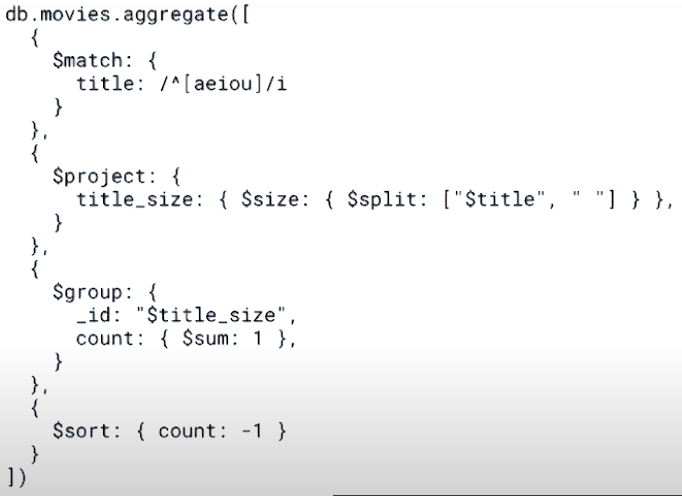 db.movies.aggregate([
  {
    $match: {
      title: /^[aeiou]/i
    }
  },
  {
    $project: {
      title_size: { $size: { $split: ["$title", " "] } },
    }
  },
  {
    $group: {
      _id: "$title_size",
      count: { $sum: 1 },
    }
  },
  {
    $sort: { count: -1 }
  }
])